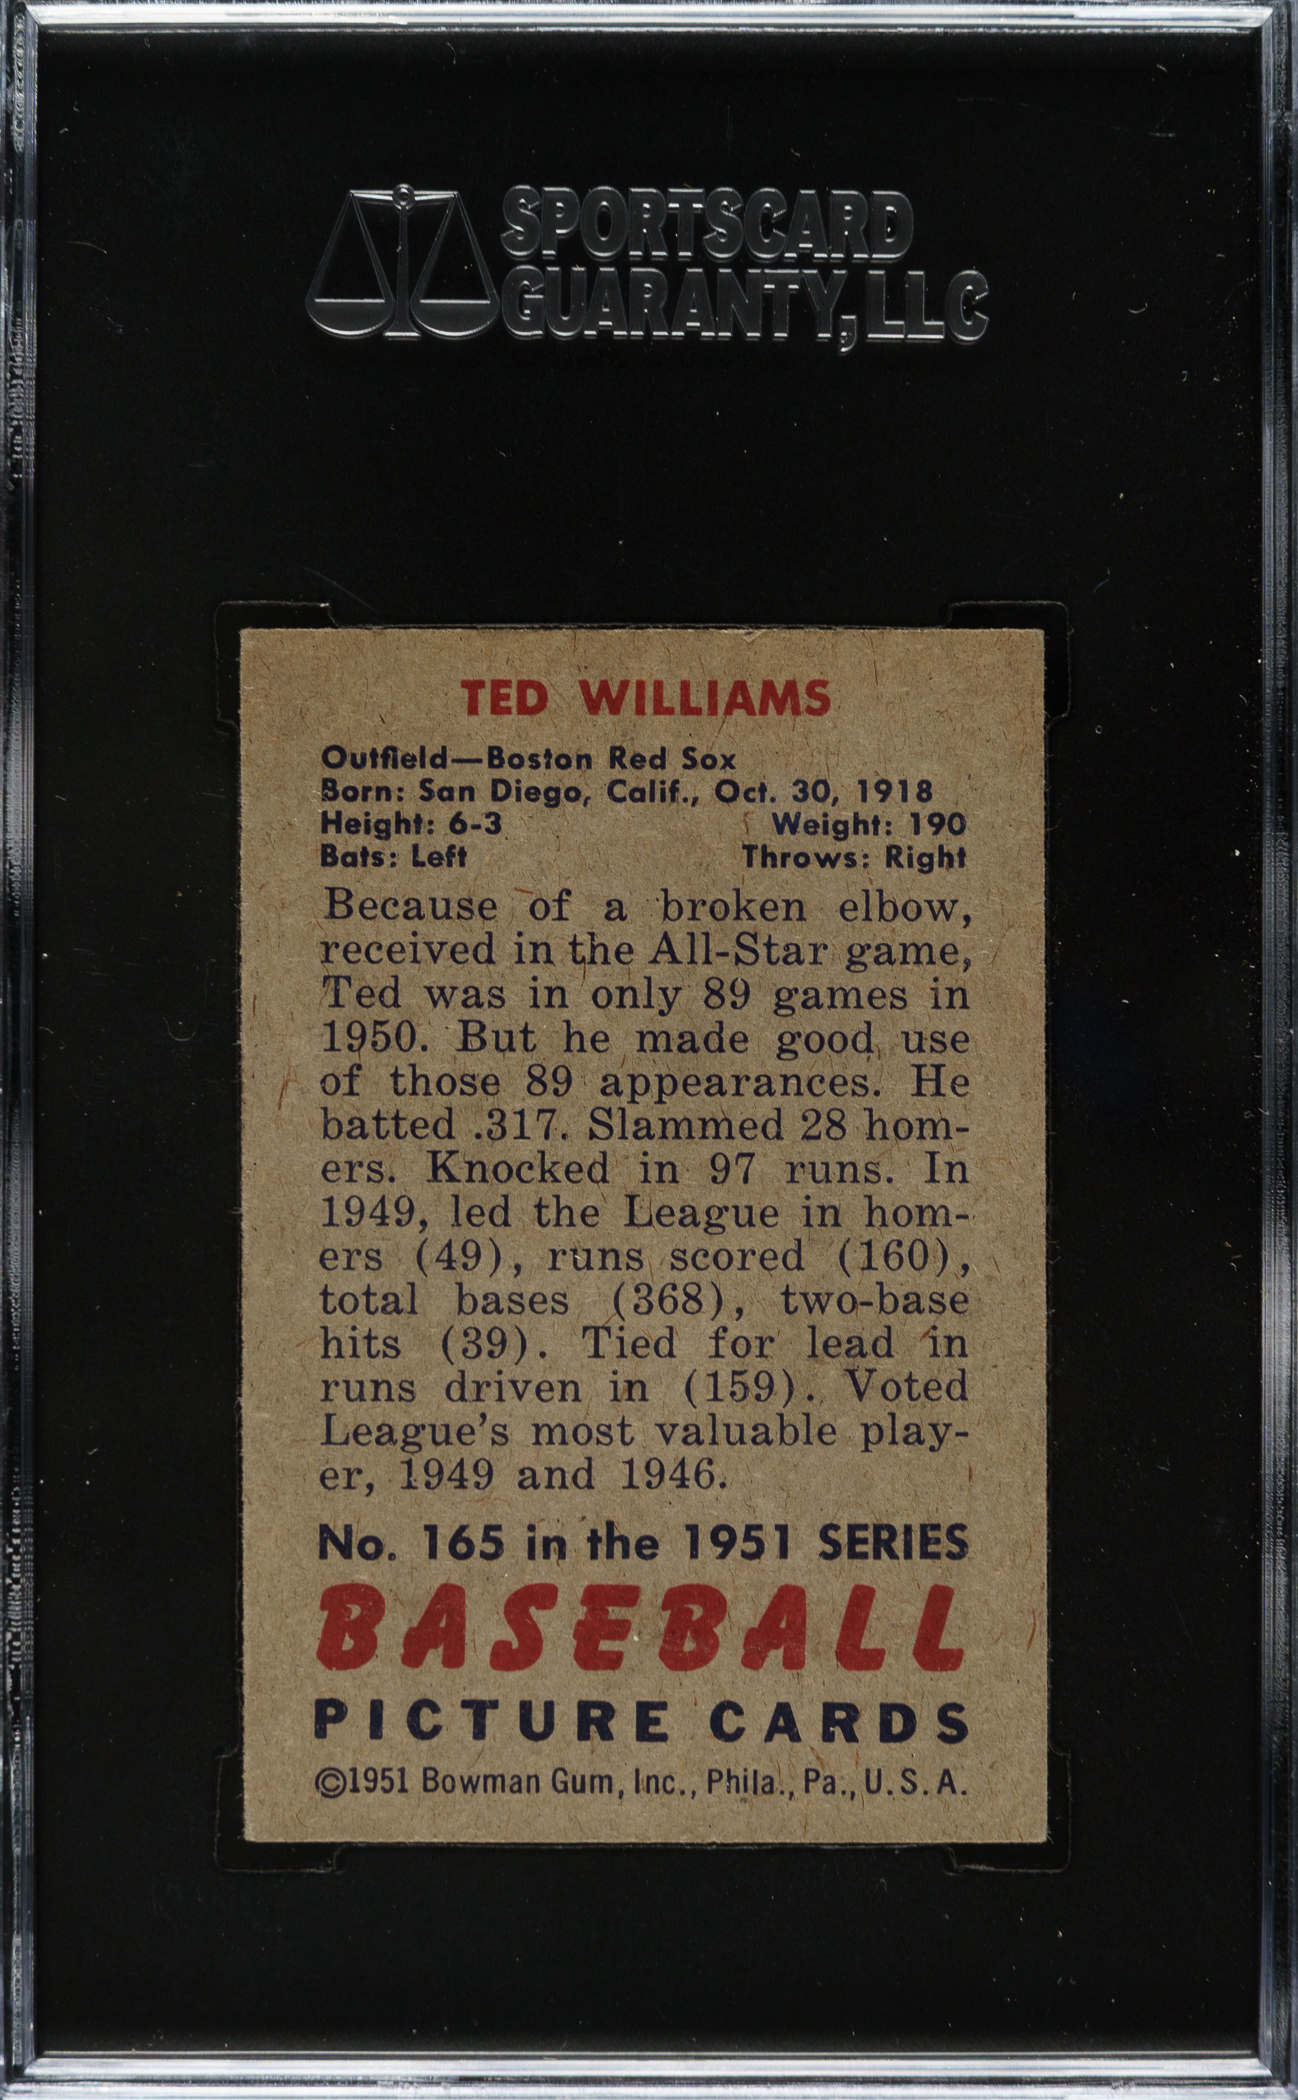 SPORTSCARD
GUARANTY, LLC
TED WILLIAMS
Outfield—Boston Red Sox
Born: San Diego, Calif., Oct. 30, 1918
Height: 6-3 Weight: 190
Bats: Left Throws: Right
Because of a broken elbow,
received in the All-Star game,
Ted was in only 89 games in
1950. But he made good use
of those 89 appearances. He
batted .317. Slammed 28 hom-
ers. Knocked in 97 runs. In
1949, led the League in hom-
ers (49), runs scored (160),
total bases (368), two-base
hits (39). Tied for lead in
runs driven in (159). Voted
League's most valuable play-
er, 1949 and 1946.
No. 165 in the 1951 SERIES
BASEBALL
PICTURE CARDS
©1951 Bowman Gum, Inc., Phila., Pa., U. S. A.